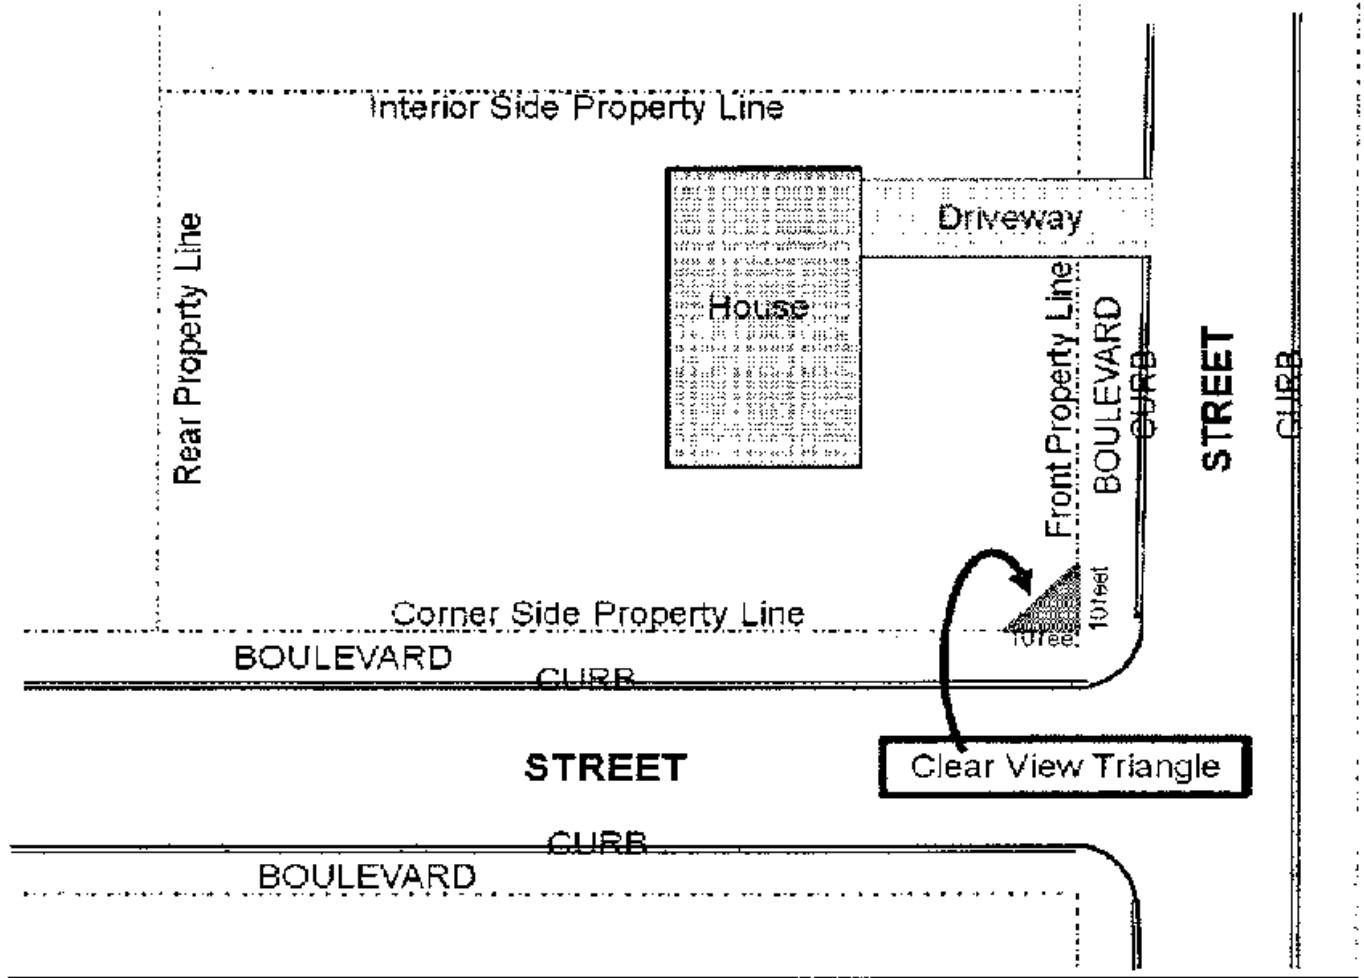 Interior Side Property Line
Driveway
Rear Property Line
House
Front Property Line
BOULEVARD
CURB
STREET
CURB
10 feet
Corner Side Property Line
10 fee
BOULEVARD
CURB
STREET
Clear View Triangle
CURB
BOULEVARD